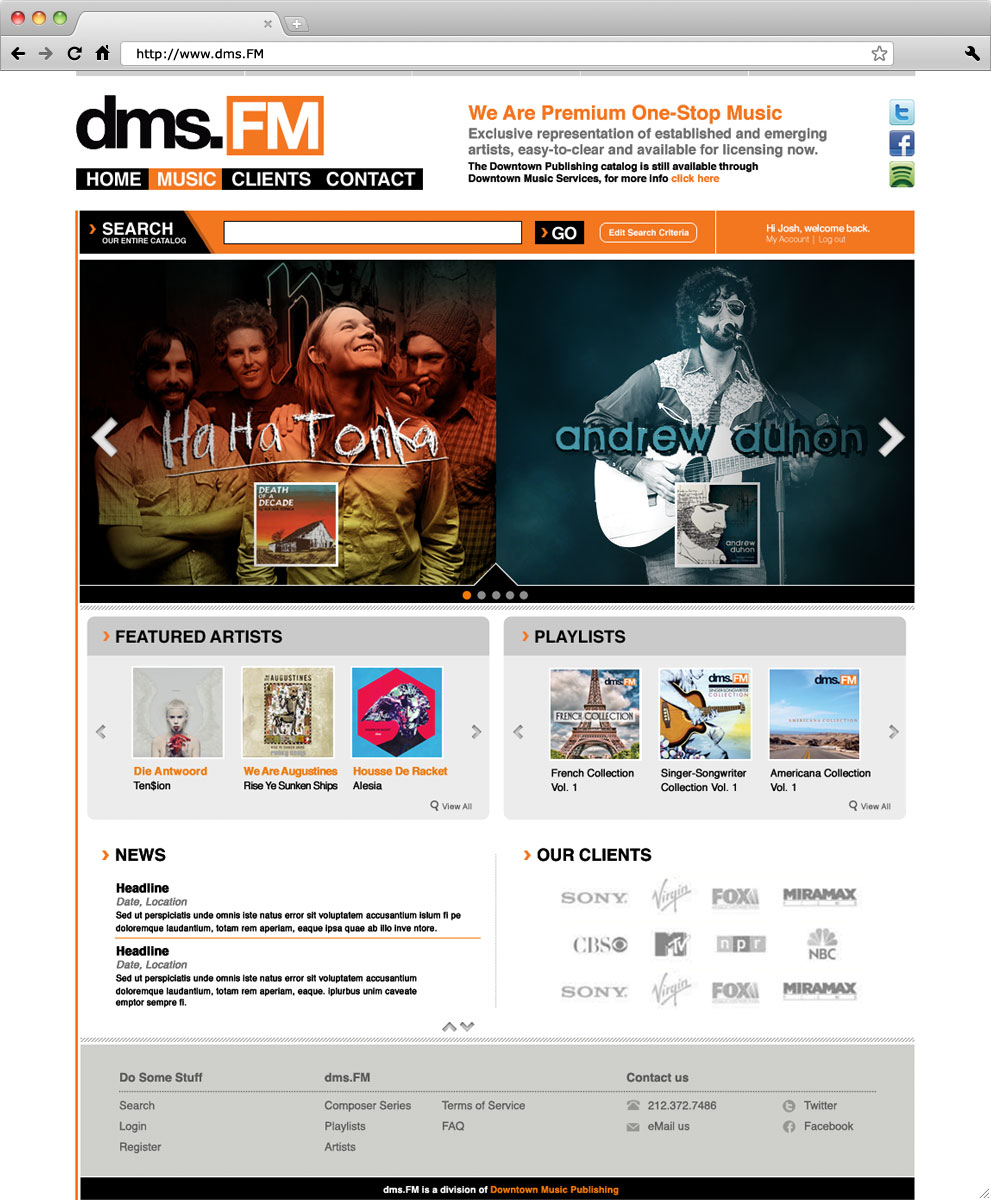 http://www.dms.FM
dms.FM
We Are Premium One-Stop Music
Exclusive representation of established and emerging
artists, easy-to-clear and available for licensing now.
The Downtown Publishing catalog is still available through
Downtown Music Services, for more info click here
HOME MUSIC CLIENTS CONTACT
SEARCH
OUR ENTIRE CATALOG
GO
Edit Search Criteria
Hi Josh, welcome back.
My Account | Log out
Ha Ha Tonka
andrew duhon
DEATH
OF A
DECADE
andrew
duhon
FEATURED ARTISTS
PLAYLISTS
AUGUSTINES
dms.FM
FRENCH COLLECTION
dms.FM
SINGER-SONGWRITER
COLLECTION
dms.FM
AMERICANA COLLECTION
Die Antwoord
Ten$ion
We Are Augustines
Rise Ye Sunken Ships
Housse De Racket
Alesia
French Collection
Vol. 1
Singer-Songwriter
Collection Vol. 1
Americana Collection
Vol. 1
View All
View All
NEWS
Headline
Date, Location
Sed ut perspiciatis unde omnis iste natus error sit voluptatem accusantium islum fi pe
doloremque laudantium, totam rem aperiam, eaque ipsa quae ab illo inve ntore.
Headline
Date, Location
Sed ut perspiciatis unde omnis iste natus error sit voluptatem accusantium
doloremque laudantium, totam rem aperiam, eaque. ipiurbus unim caveate
emptor sempre fi.
OUR CLIENTS
SONY Virgin FOX MIRAMAX
CBS MTV npr NBC
SONY Virgin FOX MIRAMAX
Do Some Stuff
Search
Login
Register
dms.FM
Composer Series
Playlists
Artists
Terms of Service
FAQ
Contact us
212.372.7486
eMail us
Twitter
Facebook
dms.FM is a division of Downtown Music Publishing